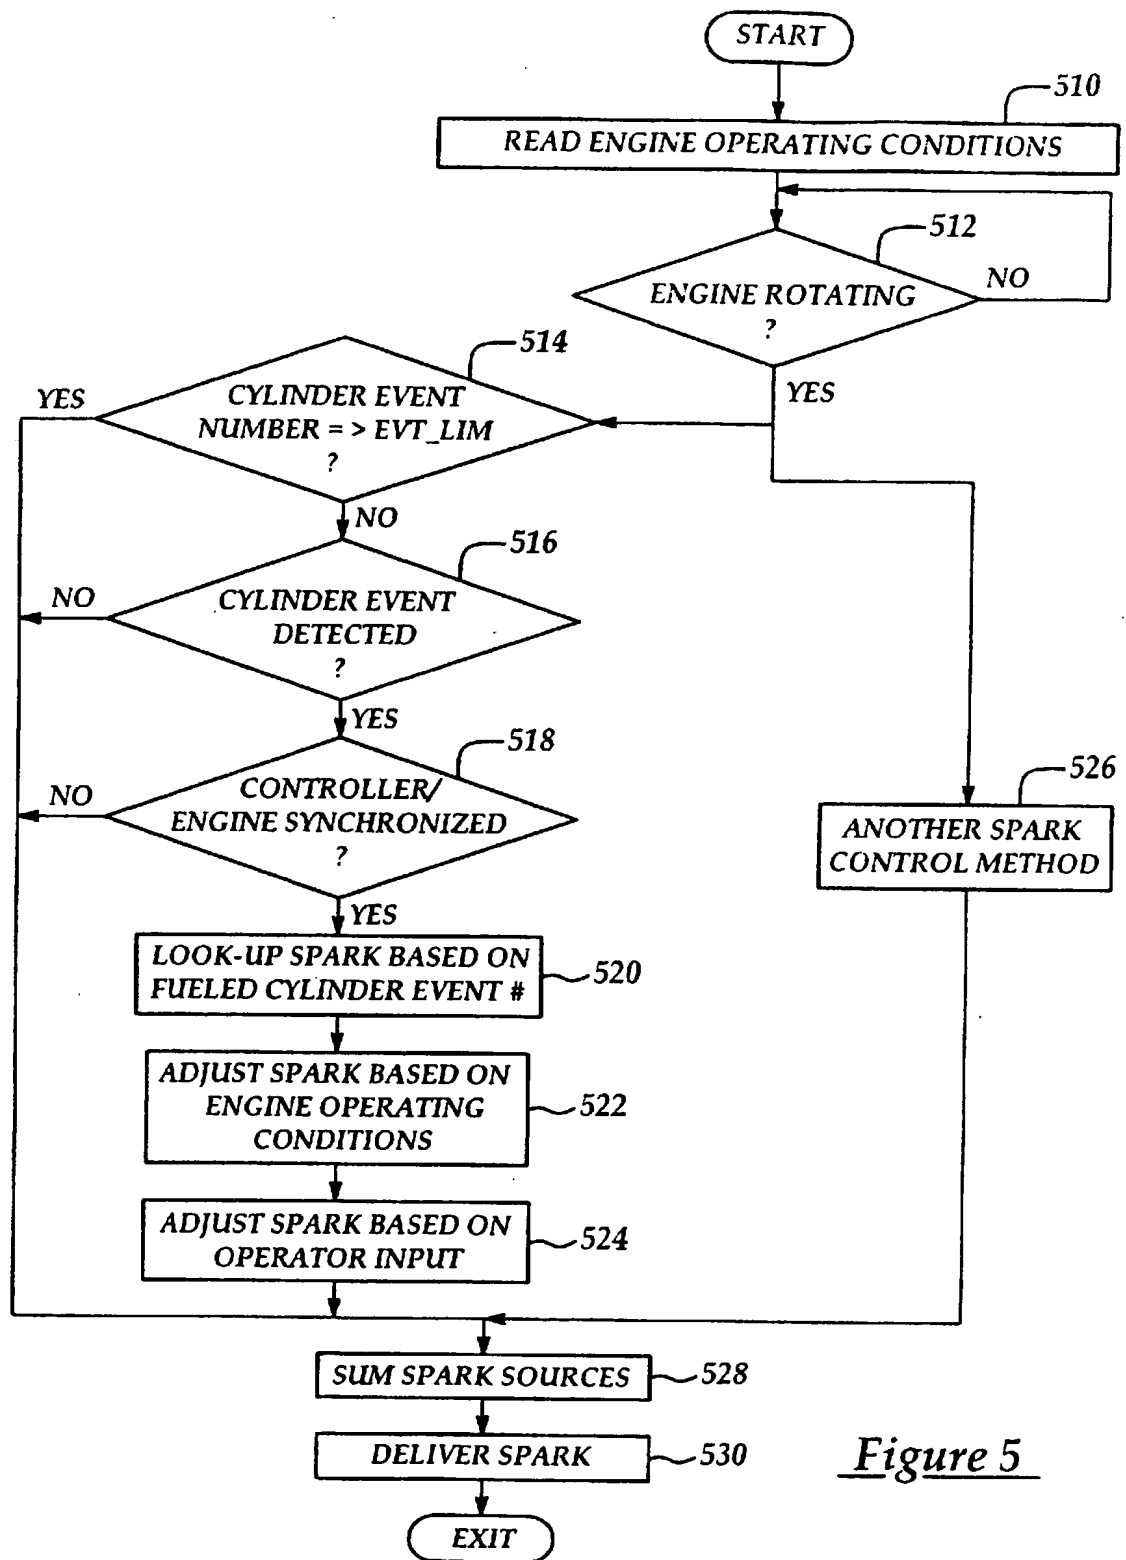 START
510
READ ENGINE OPERATING CONDITIONS
512
ENGINE ROTATING
?
NO
YES
514
YES
CYLINDER EVENT
NUMBER = > EVT_LIM
?
NO
516
NO
CYLINDER EVENT
DETECTED
?
YES
518
NO
CONTROLLER/
ENGINE SYNCHRONIZED
?
YES
526
ANOTHER SPARK
CONTROL METHOD
LOOK-UP SPARK BASED ON
FUELED CYLINDER EVENT #
520
ADJUST SPARK BASED ON
ENGINE OPERATING
CONDITIONS
522
ADJUST SPARK BASED ON
OPERATOR INPUT
524
SUM SPARK SOURCES
528
DELIVER SPARK
530
EXIT
Figure 5